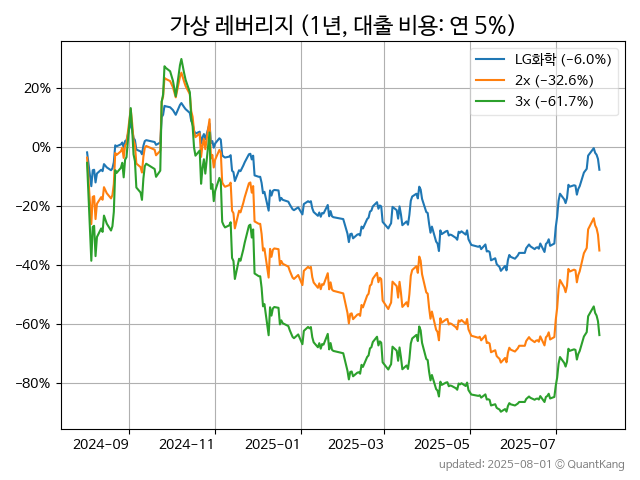 가상 레버리지 (1년, 대출 비용: 연 5%)
LG화학 (−6.0%)
2x (−32.6%)
3x (−61.7%)
20%
0%
−20%
−40%
−60%
−80%
2024-09
2024-11
2025-01
2025-03
2025-05
2025-07
updated: 2025-08-01 © QuantKang